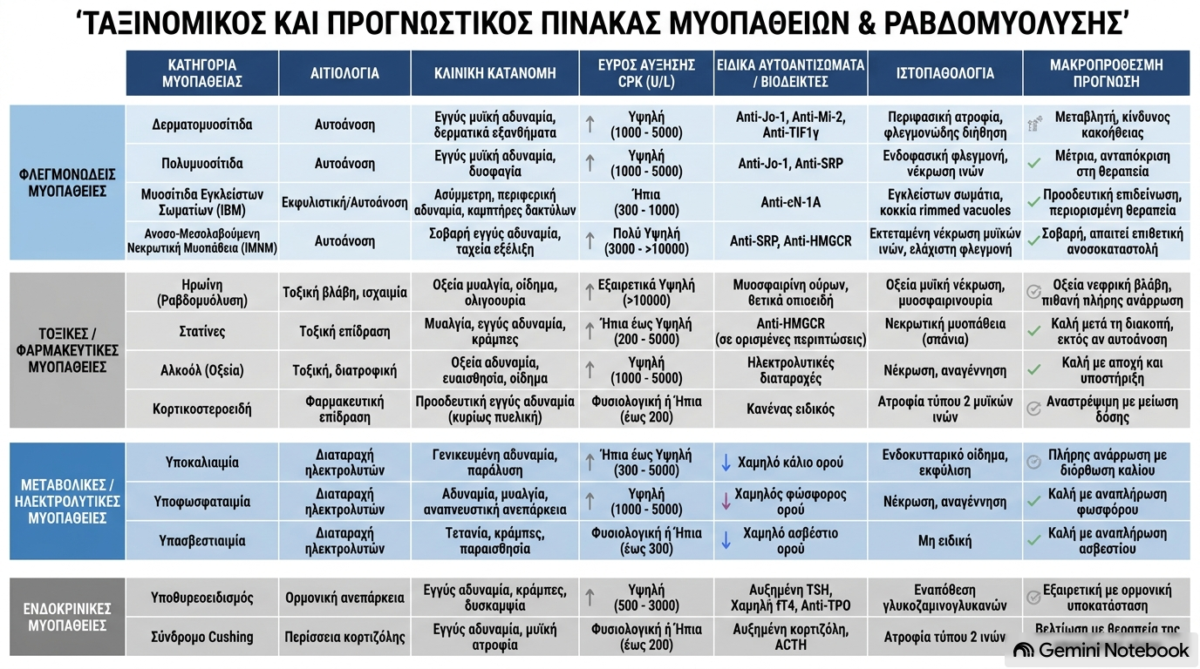 ‘ΤΑΞΙΝΟΜΙΚΟΣ ΚΑΙ ΠΡΟΓΝΩΣΤΙΚΟΣ ΠΙΝΑΚΑΣ ΜΥΟΠΑΘΕΙΩΝ & ΡΑΒΔΟΜΥΟΛΥΣΗΣ’
ΚΑΤΗΓΟΡΙΑ
ΜΥΟΠΑΘΕΙΑΣ
ΑΙΤΙΟΛΟΓΙΑ
ΚΛΙΝΙΚΗ ΚΑΤΑΝΟΜΗ
ΕΥΡΟΣ ΑΥΞΗΣΗΣ
CPK (U/L)
ΕΙΔΙΚΑ ΑΥΤΟΑΝΤΙΣΩΜΑΤΑ
/ ΒΙΟΔΕΙΚΤΕΣ
ΙΣΤΟΠΑΘΟΛΟΓΙΑ
ΜΑΚΡΟΠΡΟΘΕΣΜΗ
ΠΡΟΓΝΩΣΗ
ΦΛΕΓΜΟΝΩΔΕΙΣ
ΜΥΟΠΑΘΕΙΕΣ
Δερματομυοσίτιδα
Αυτοάνοση
Εγγύς μυϊκή αδυναμία,
δερματικά εξανθήματα
Υψηλή
(1000 - 5000)
Anti-Jo-1, Anti-Mi-2,
Anti-TIF1γ
Περιφασική ατροφία,
φλεγμονώδης διήθηση
Μεταβλητή, κίνδυνος
κακοήθειας
Πολυμυοσίτιδα
Αυτοάνοση
Εγγύς μυϊκή αδυναμία,
δυοφαγία
Υψηλή
(1000 - 5000)
Anti-Jo-1, Anti-SRP
Ενδοφασική φλεγμονή,
νέκρωση ινών
Μέτρια, ανταπόκριση
στη θεραπεία
Μυοσίτιδα Εγκλείστων
Σωματίων (IBM)
Εκφυλιστική/Αυτοάνοση
Ασύμμετρη, περιφερική
αδυναμία, καμπτήρες δακτύλων
Ήπια
(300 - 1000)
Anti-cN-1A
Εγκλείστων σωμάτια,
κοκκία rimmed vacuoles
Προοδευτική επιδείνωση,
περιορισμένη θεραπεία
Ανοσο-Μεσολαβούμενη
Νεκρωτική Μυοπάθεια (IMNM)
Αυτοάνοση
Σοβαρή εγγύς αδυναμία,
ταχεία εξέλιξη
Πολύ Υψηλή
(3000 - >10000)
Anti-SRP, Anti-HMGCR
Εκτεταμένη νέκρωση μυϊκών
ινών, ελάχιστη φλεγμονή
Σοβαρή, απαιτεί επιθετική
ανοσοκαταστολή
ΤΟΞΙΚΕΣ /
ΦΑΡΜΑΚΕΥΤΙΚΕΣ
ΜΥΟΠΑΘΕΙΕΣ
Ηρωίνη
(Ραβδομυόλυση)
Τοξική βλάβη, ισχαιμία
Οξεία μυαλγία, οίδημα,
ολιγοουρία
Εξαιρετικά Υψηλή
(>10000)
Μυοσφαιρίνη ούρων,
θετικά οπιοειδή
Οξεία μυϊκή νέκρωση,
μυοσφαιρινουρία
Οξεία νεφρική βλάβη,
πιθανή πλήρης ανάρρωση
Στατίνες
Τοξική επίδραση
Μυαλγία, εγγύς αδυναμία,
κράμπες
Ήπια έως Υψηλή
(200 - 5000)
Anti-HMGCR
(σε ορισμένες περιπτώσεις)
Νεκρωτική μυοπάθεια
(σπάνια)
Καλή μετά τη διακοπή,
εκτός αν αυτοάνοση
Αλκοόλ (Οξsία)
Τοξική, διατροφική
Οξεία αδυναμία,
ευαισθησία, οίδημα
Υψηλή
(1000 - 5000)
Ηλεκτρολυτικές
διαταραχές
Νέκρωση, αναγέννηση
Καλή με αποχή και
υποστήριξη
Κορτικοστεροειδή
Φαρμακευτική
επίδραση
Προοδευτική εγγύς αδυναμία
(κυρίως πυελική)
Φυσιολογική ή Ήπια
(έως 200)
Κανένας ειδικός
Ατροφία τύπου 2 μυϊκών
ινών
Αναστρέψιμη με μείωση
δόσης
ΜΕΤΑΒΟΛΙΚΕΣ /
ΗΛΕΚΤΡΟΛΥΤΙΚΕΣ
ΜΥΟΠΑΘΕΙΕΣ
Υποκαλιαιμία
Διαταραχή
ηλεκτρολυτών
Γενικευμένη αδυναμία,
παράλυση
Ήπια έως Υψηλή
(300 - 5000)
Χαμηλό κάλιο ορού
Ενδοκυτταρικό οίδημα,
εκφύλιση
Πλήρης ανάρρωση με
διόρθωση καλίου
Υποφωσφαταιμία
Διαταραχή
ηλεκτρολυτών
Αδυναμία, μυαλγία,
αναπνευστική ανεπάρκεια
Υψηλή
(1000 - 5000)
Χαμηλός φώσφορος
ορού
Νέκρωση, αναγέννηση
Καλή με αναπλήρωση
φωσφόρου
Υπασβεστιαιμία
Διαταραχή
ηλεκτρολυτών
Τετανία, κράμπες,
παραισθησία
Φυσιολογική ή Ήπια
(έως 300)
Χαμηλό ασβέστιο
ορού
Μη ειδική
Καλή με αναπλήρωση
ασβεστίου
ΕΝΔΟΚΡΙΝΙΚΕΣ
ΜΥΟΠΑΘΕΙΕΣ
Υποθυρεοειδισμός
Ορμονική ανεπάρκεια
Εγγύς αδυναμία, κράμπες,
δυσκαμψία
Υψηλή
(500 - 3000)
Αυξημένη TSH,
Χαμηλή fT4, Anti-TPO
Εναπόθεση
γλυκοζαμινογλυκανών
Εξαιρετική με ορμονική
υποκατάσταση
Σύνδρομο Cushing
Περίσσεια κορτιζόλης
Εγγύς αδυναμία, μυϊκή
ατροφία
Φυσιολογική ή Ήπια
(έως 200)
Αυξημένη κορτιζόλη,
ACTH
Ατροφία τύπου 2 ινών
Βελτίωση με θεραπεία της
Gemini Notebook